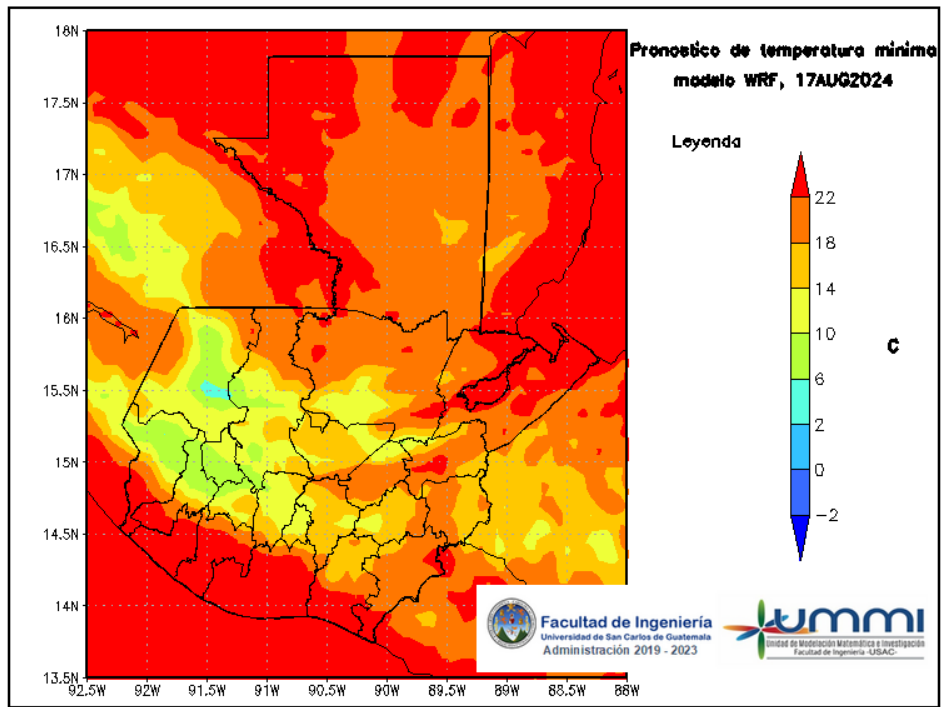 Pronostico de temperatura minima
modelo WRF, 17AUG2024
Leyenda
22
18
14
10
6
2
0
-2
C
18N
17.5N
17N
16.5N
16N
15.5N
15N
14.5N
14N
13.5N
92.5W 92W 91.5W 91W 90.5W 90W 89.5W 89W 88.5W 88W
Facultad de Ingeniería
Universidad de San Carlos de Guatemala
Administración 2019 - 2023
UMMI
Unidad de Modelación Matemática e Investigación
Facultad de Ingeniería -USAC-